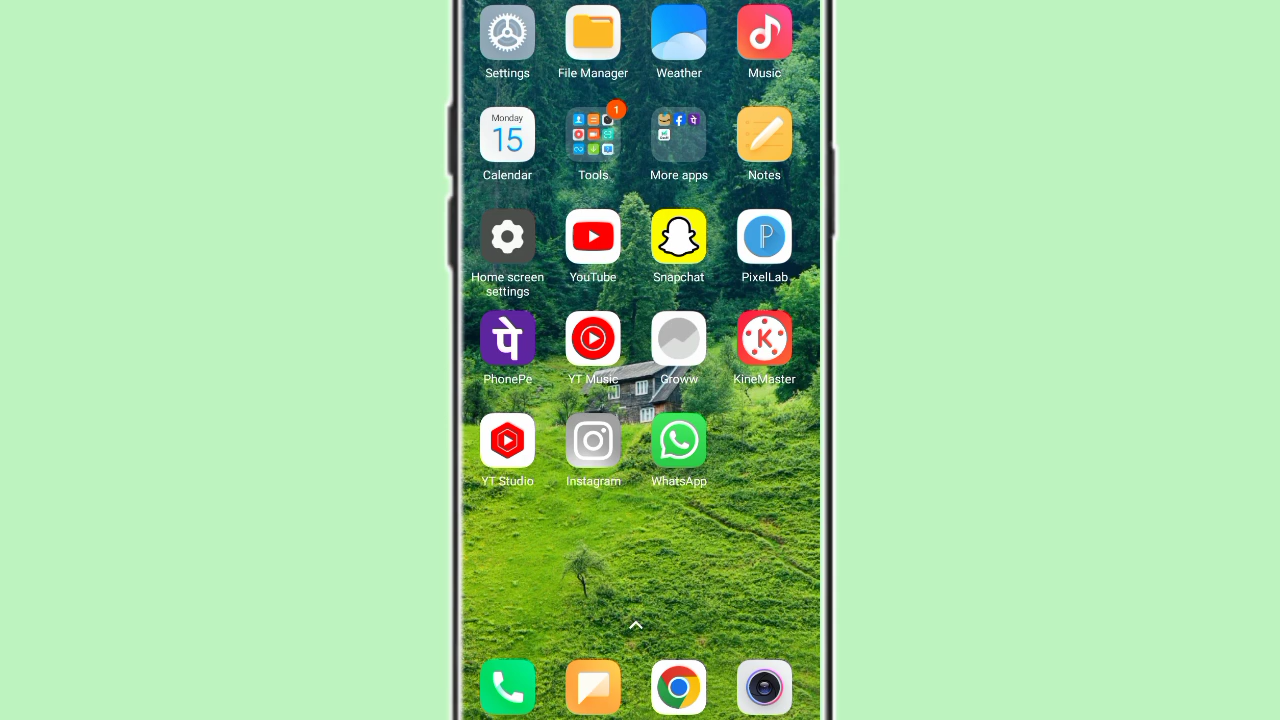 Settings
File Manager
Weather
Music
Monday
15
1
Calendar
Tools
More apps
Notes
P
Home screen
settings
YouTube
Snapchat
PixelLab
पे
K
PhonePe
YT Music
Groww
KineMaster
YT Studio
Instagram
WhatsApp